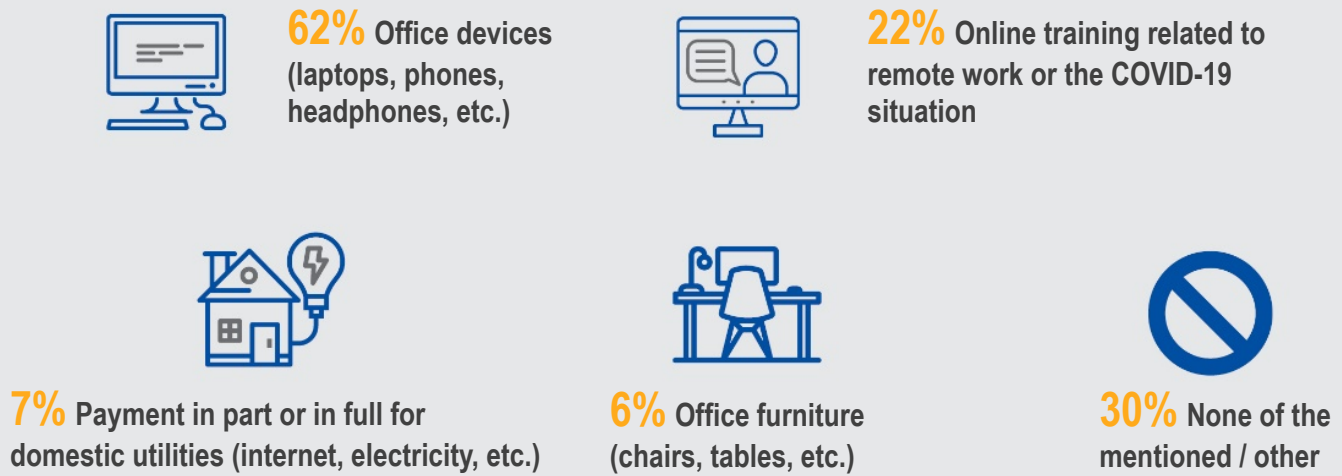 62% Office devices
(laptops, phones,
headphones, etc.)
22% Online training related to
remote work or the COVID-19
situation
7% Payment in part or in full for
domestic utilities (internet, electricity, etc.)
6% Office furniture
(chairs, tables, etc.)
30% None of the
mentioned / other